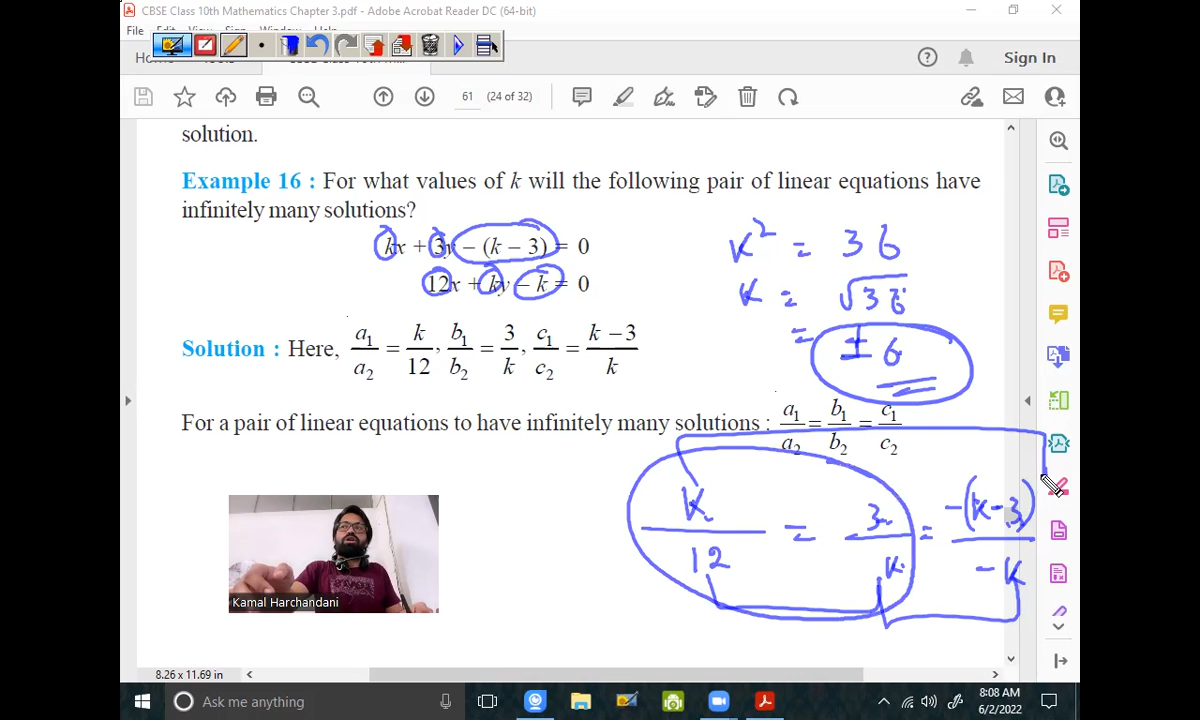 CBSE Class 10th Mathematics Chapter 3.pdf - Adobe Acrobat Reader DC (64-bit)
File
Sign In
61 (24 of 32)
solution.
Example 16 : For what values of k will the following pair of linear equations have
infinitely many solutions?
kx + 3y – (k – 3) = 0
12x + ky – k = 0
K² = 36
K = √36
= ± 6
Solution : Here, a₁/a₂ = k/12, b₁/b₂ = 3/k, c₁/c₂ = (k – 3)/k
For a pair of linear equations to have infinitely many solutions : a₁/a₂ = b₁/b₂ = c₁/c₂
K/12 = 3/K = -(K-3)/-K
Kamal Harchandani
8.26 x 11.69 in
Ask me anything
8:08 AM
6/2/2022